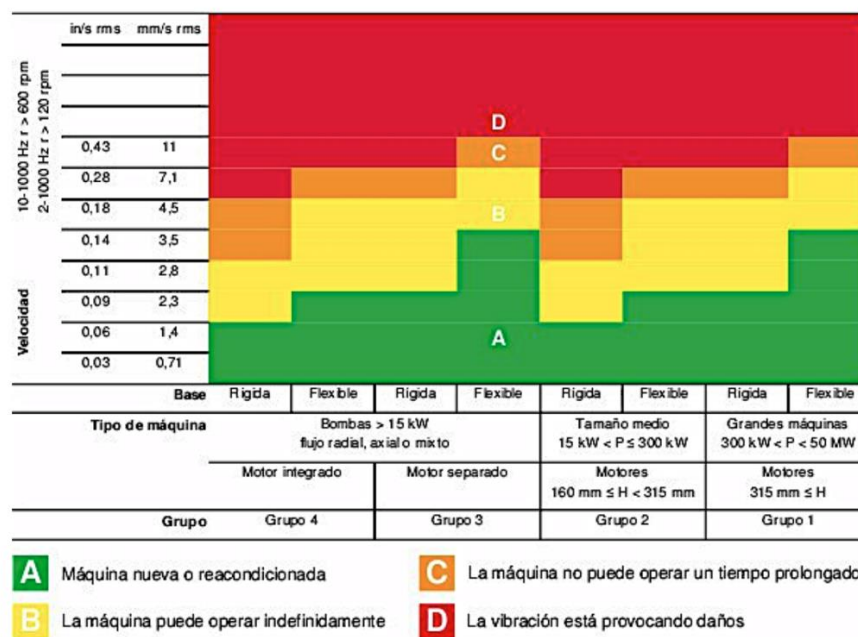 in/s rms mm/s rms
10-1000 Hz r > 600 rpm
2-1000 Hz r > 120 rpm
Velocidad
D
0,43 11
C
0,28 7,1
0,18 4,5
B
0,14 3,5
0,11 2,8
0,09 2,3
0,06 1,4
A
0,03 0,71
Base Rígida Flexible Rígida Flexible Rígida Flexible Rígida Flexible
Tipo de máquina
Bombas > 15 kW
flujo radial, axial o mixto
Tamaño medio
15 kW < P ≤ 300 kW
Grandes máquinas
300 kW < P < 50 MW
Motor integrado
Motor separado
Motores
160 mm ≤ H < 315 mm
Motores
315 mm ≤ H
Grupo Grupo 4 Grupo 3 Grupo 2 Grupo 1
A Máquina nueva o reacondicionada
C La máquina no puede operar un tiempo prolongado
B La máquina puede operar indefinidamente
D La vibración está provocando daños